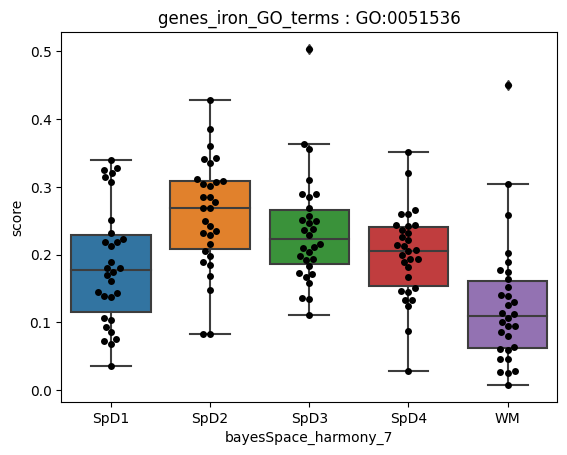 genes_iron_GO_terms : GO:0051536
0.5
0.4
0.3
0.2
0.1
0.0
score
SpD1 SpD2 SpD3 SpD4 WM
bayesSpace_harmony_7